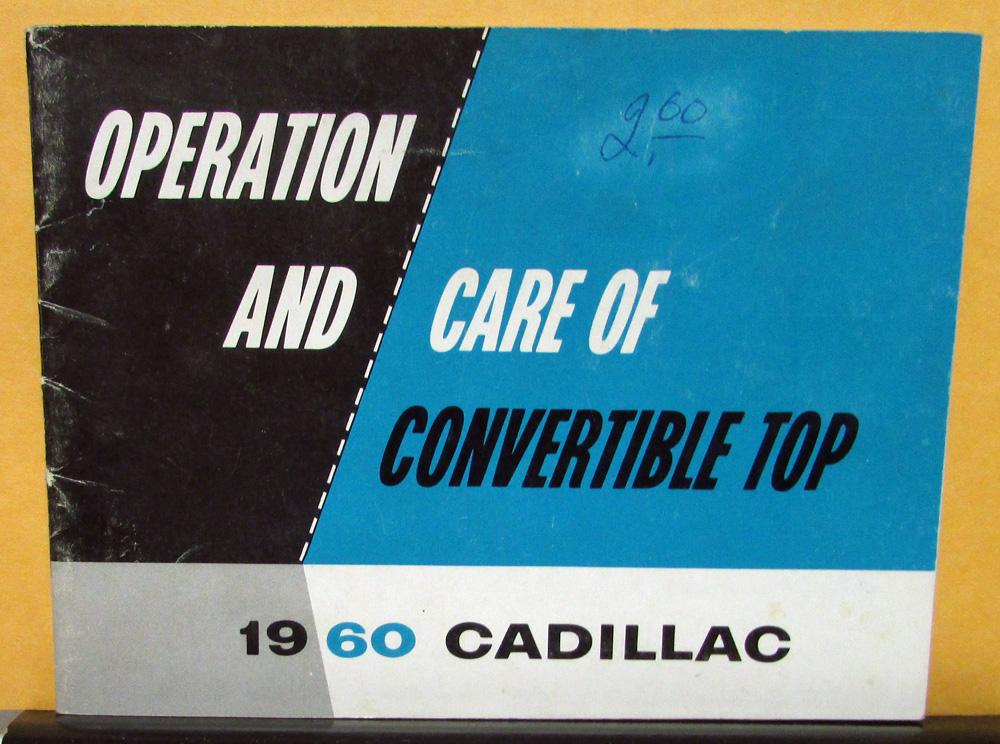 2.60
OPERATION
AND CARE OF
CONVERTIBLE TOP
1960 CADILLAC